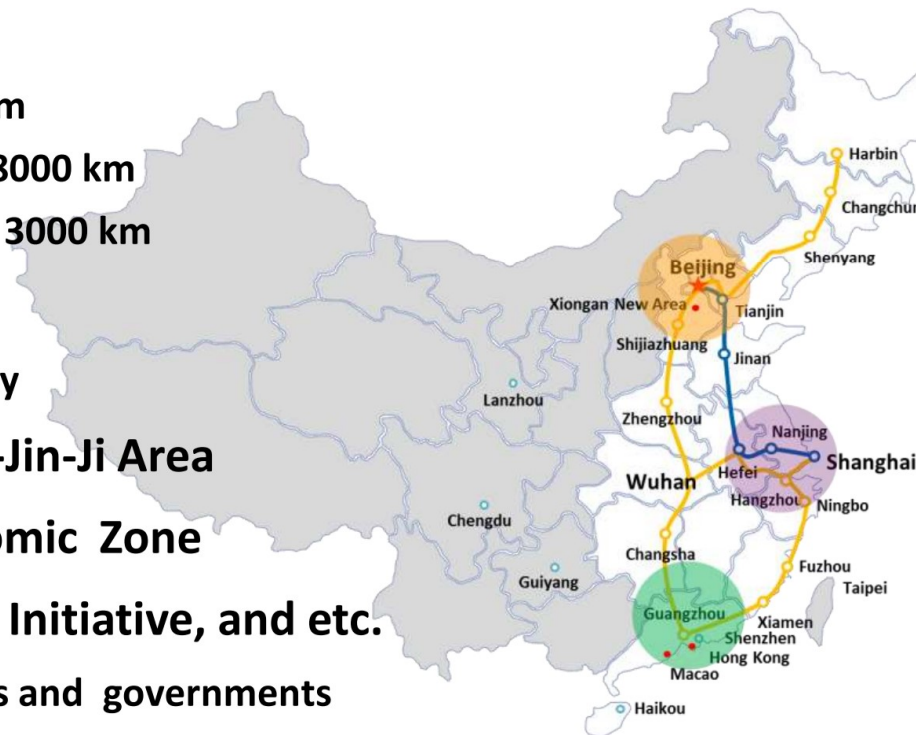 m
3000 km
3000 km
y
-Jin-Ji Area
omic Zone
Initiative, and etc.
s and governments
Harbin
Changchun
Shenyang
Beijing
Xiongan New Area
Tianjin
Shijiazhuang
Jinan
Lanzhou
Zhengzhou
Nanjing
Shanghai
Hefei
Wuhan
Hangzhou
Ningbo
Chengdu
Changsha
Fuzhou
Guiyang
Taipei
Guangzhou
Xiamen
Shenzhen
Hong Kong
Macao
Haikou